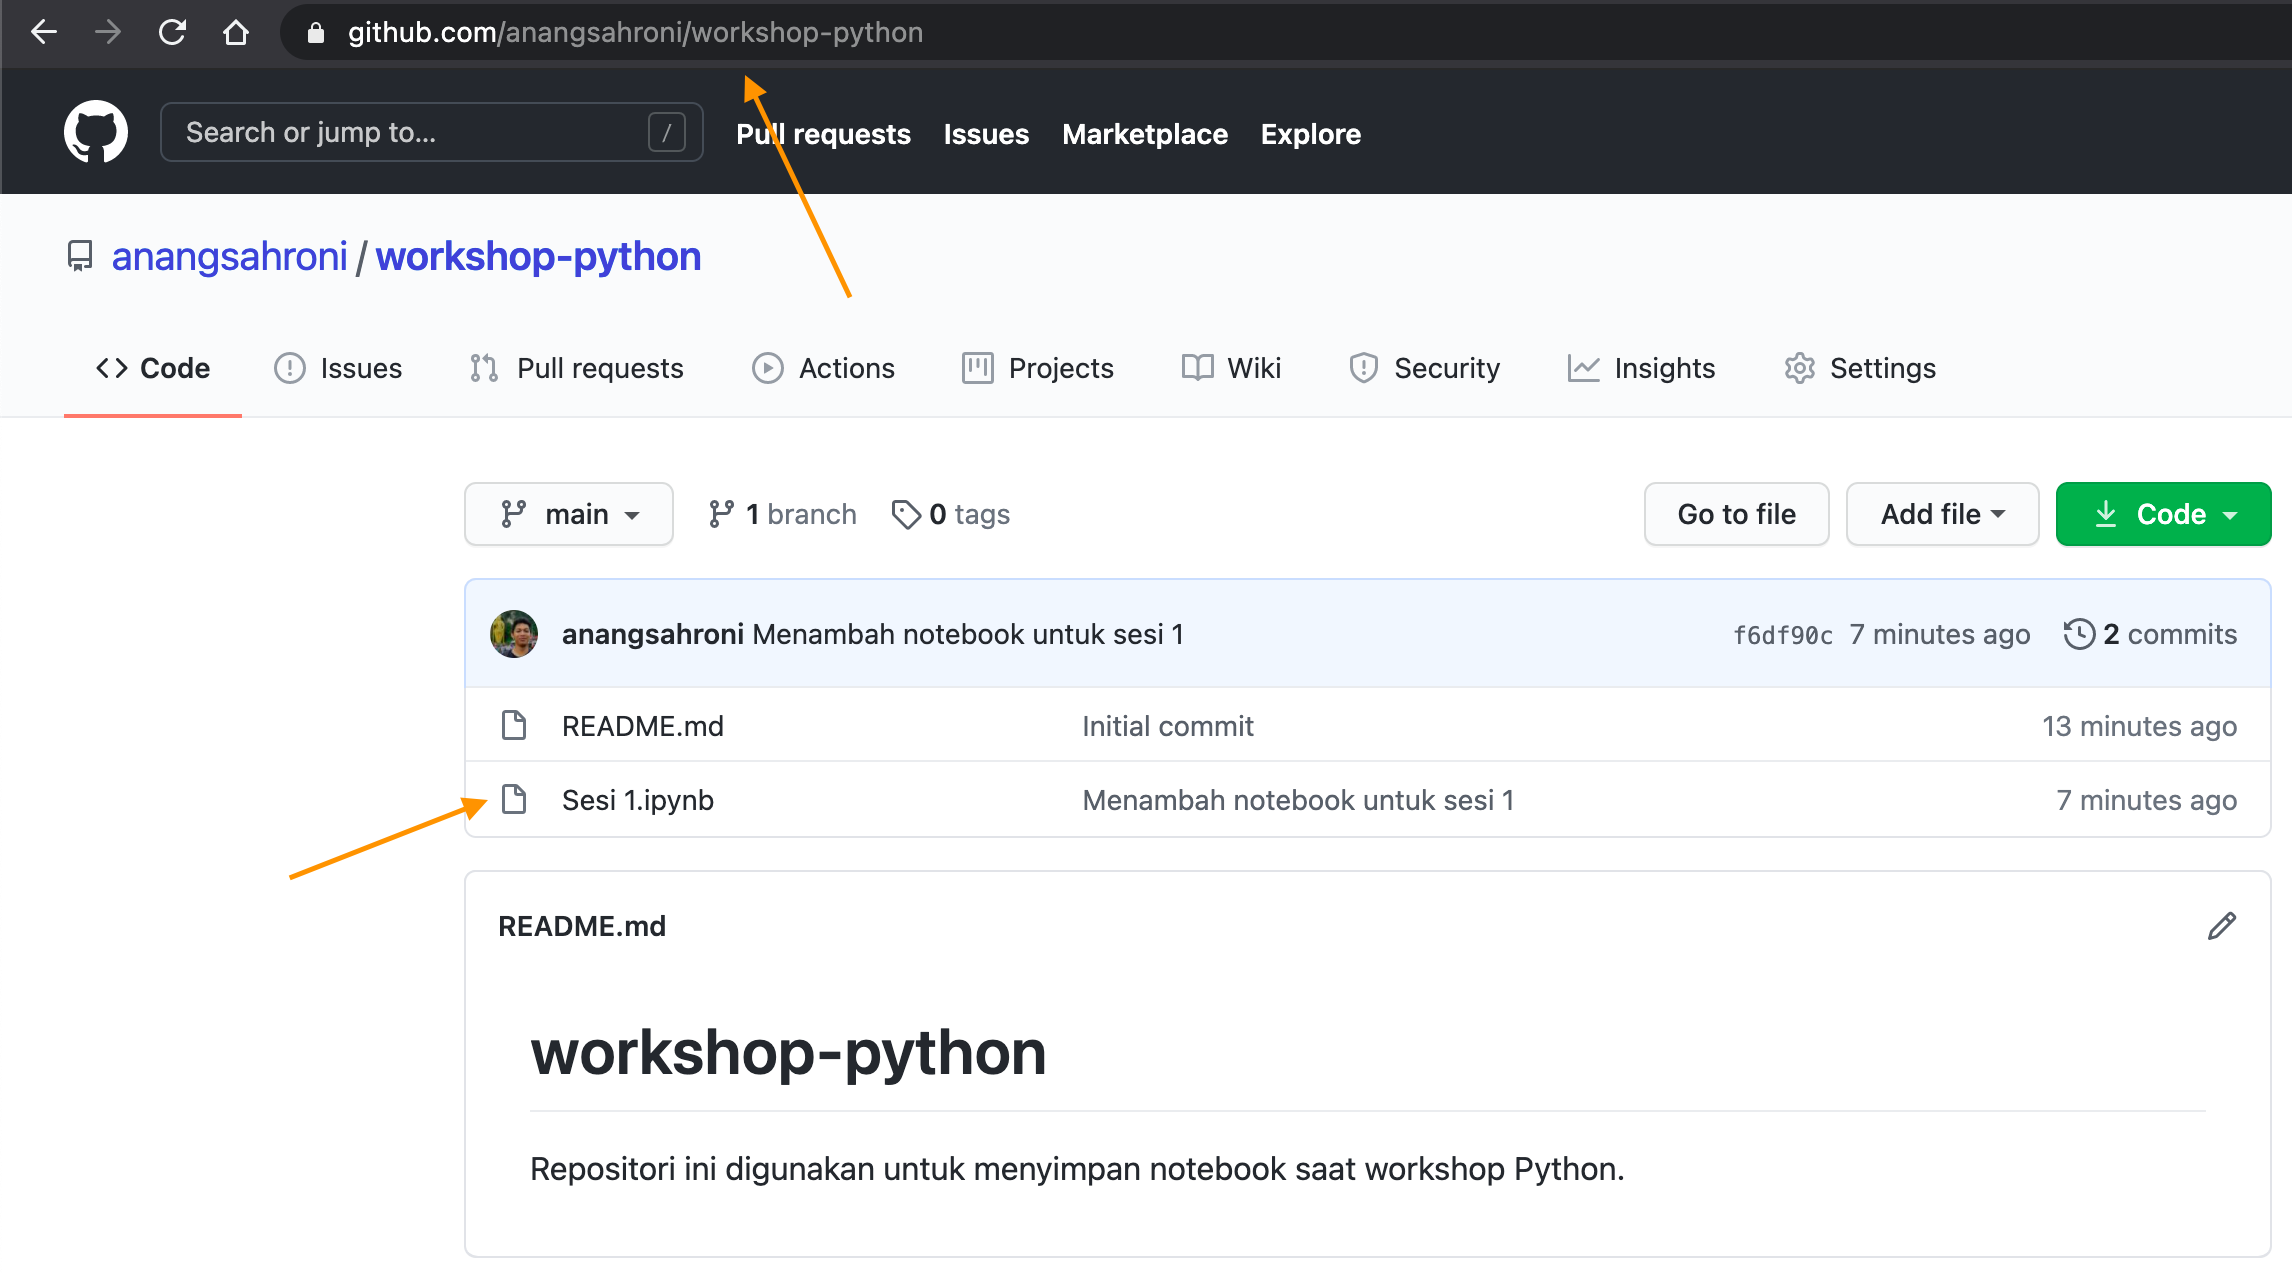 github.com/anangsahroni/workshop-python
Search or jump to... / Pull requests Issues Marketplace Explore
anangsahroni / workshop-python
Code Issues Pull requests Actions Projects Wiki Security Insights Settings
main 1 branch 0 tags Go to file Add file Code
anangsahroni Menambah notebook untuk sesi 1 f6df90c 7 minutes ago 2 commits
README.md Initial commit 13 minutes ago
Sesi 1.ipynb Menambah notebook untuk sesi 1 7 minutes ago
README.md
workshop-python
Repositori ini digunakan untuk menyimpan notebook saat workshop Python.